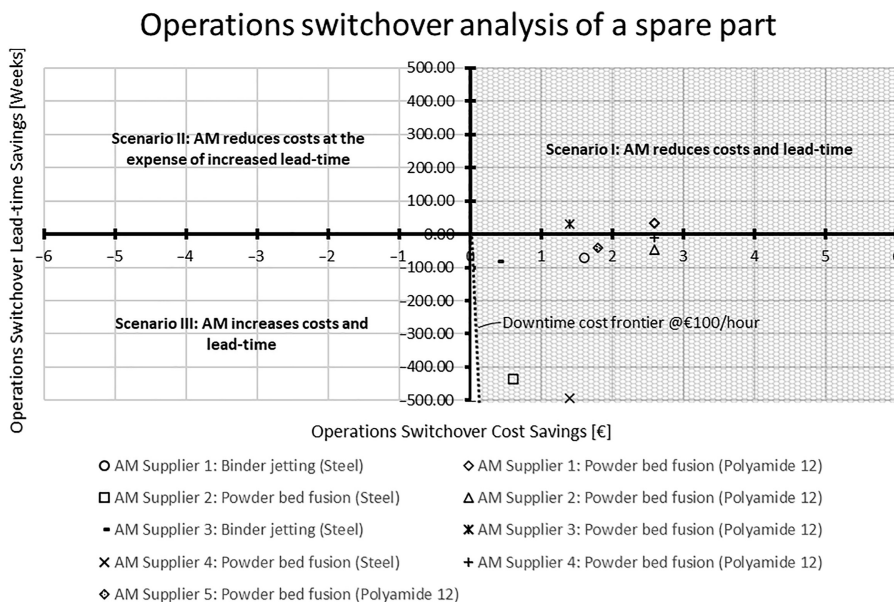 Operations switchover analysis of a spare part
Operations Switchover Lead-time Savings [Weeks]
500.00
400.00
300.00
200.00
100.00
0.00
−100.00
−200.00
−300.00
−400.00
−500.00
−6 −5 −4 −3 −2 −1 0 1 2 3 4 5
Scenario II: AM reduces costs at the
expense of increased lead-time
Scenario I: AM reduces costs and lead-time
Scenario III: AM increases costs and
lead-time
Downtime cost frontier @€100/hour
Operations Switchover Cost Savings [€]
AM Supplier 1: Binder jetting (Steel)
AM Supplier 1: Powder bed fusion (Polyamide 12)
AM Supplier 2: Powder bed fusion (Steel)
AM Supplier 2: Powder bed fusion (Polyamide 12)
AM Supplier 3: Binder jetting (Steel)
AM Supplier 3: Powder bed fusion (Polyamide 12)
AM Supplier 4: Powder bed fusion (Steel)
AM Supplier 4: Powder bed fusion (Polyamide 12)
AM Supplier 5: Powder bed fusion (Polyamide 12)